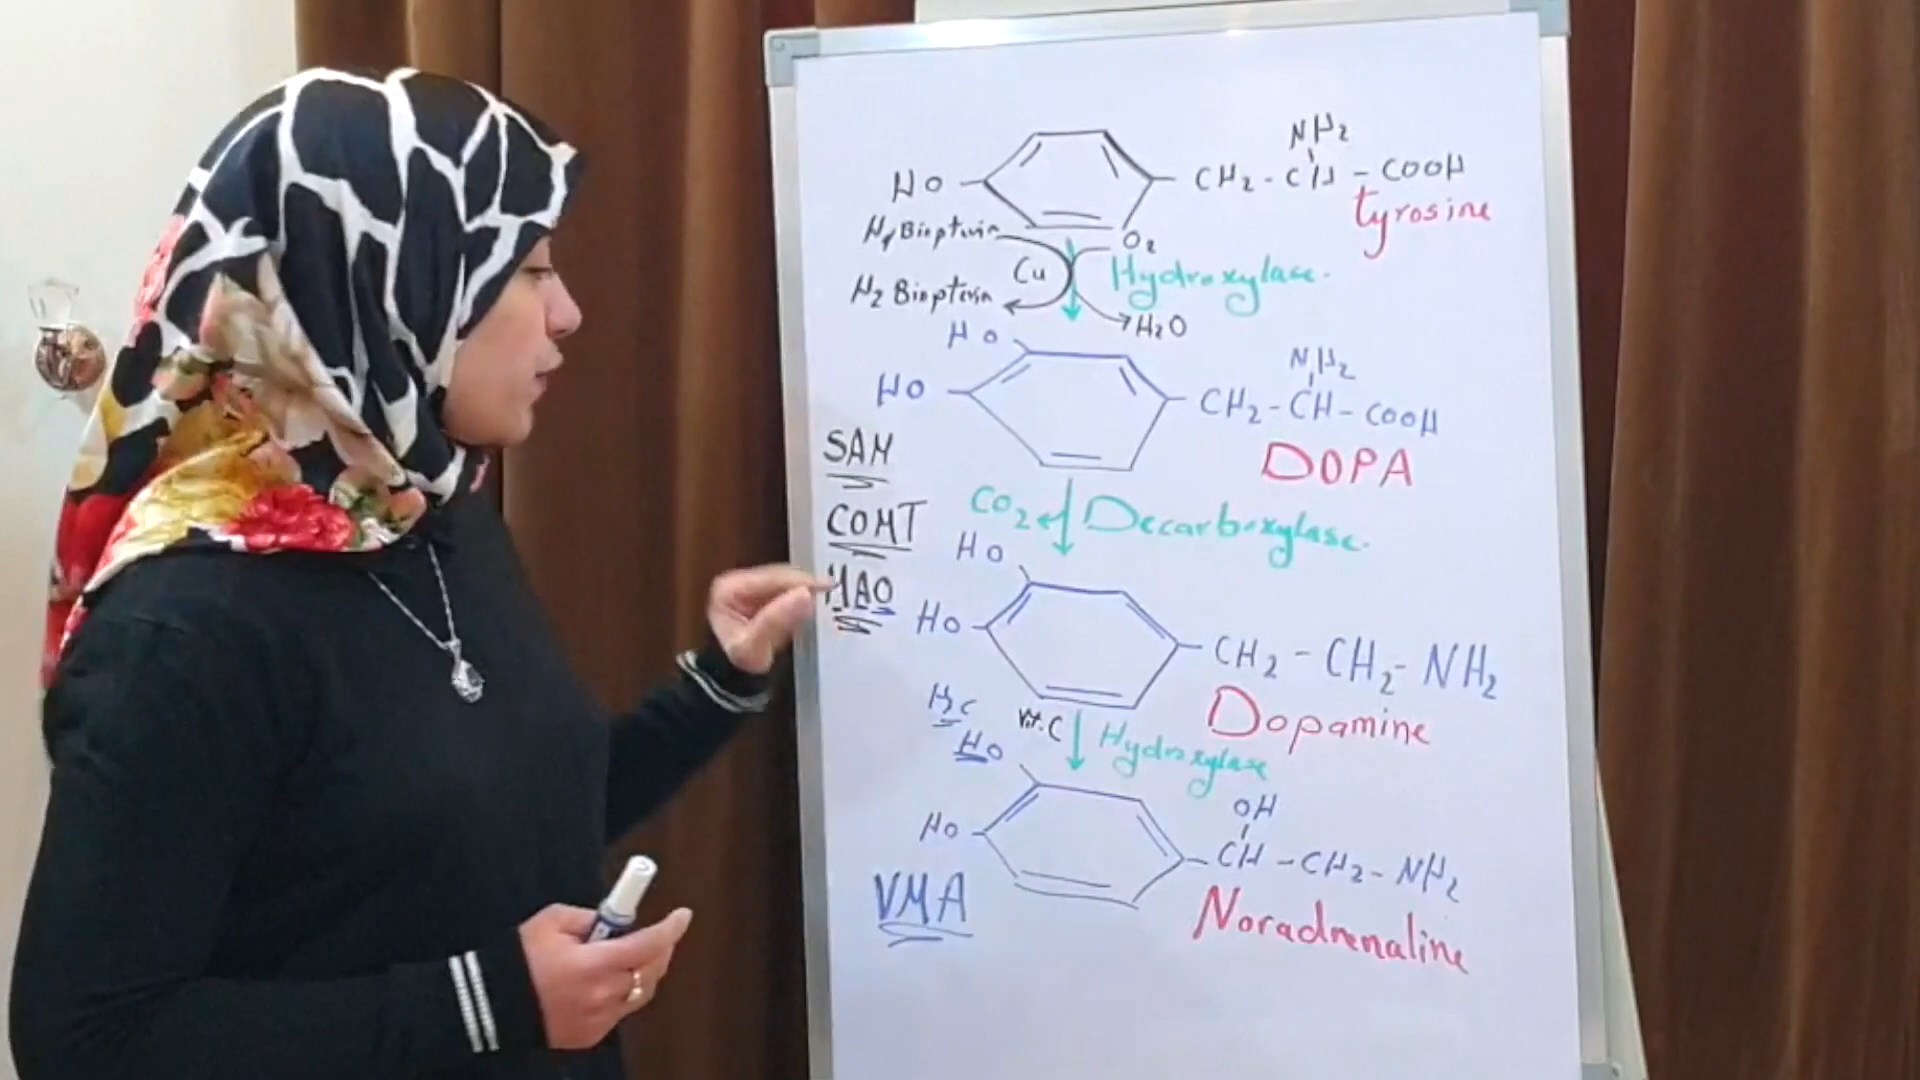 NH2
HO CH2 - CH - COOH
tyrosine
H4 Biopterin O2
Cu Hydroxylase.
H2 Biopterin H2O
HO
NH2
HO CH2 - CH - COOH
DOPA
SAM
CO2 Decarboxylase.
COMT
HO
MAO
HO CH2 - CH2 - NH2
Dopamine
H3C
Vit.C Hydroxylase
HO
OH
HO CH - CH2 - NH2
VMA
Noradrenaline